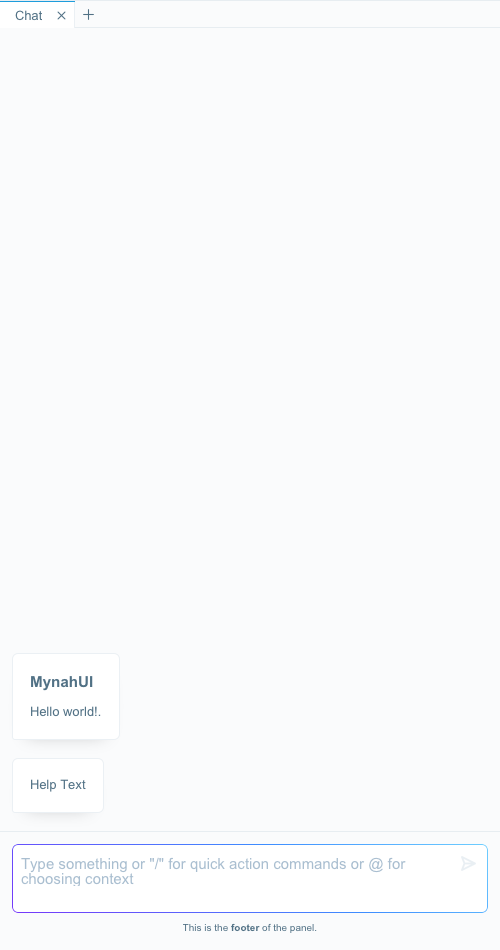 Chat
MynahUI
Hello world!.
Help Text
Type something or "/" for quick action commands or @ for
choosing context
This is the footer of the panel.